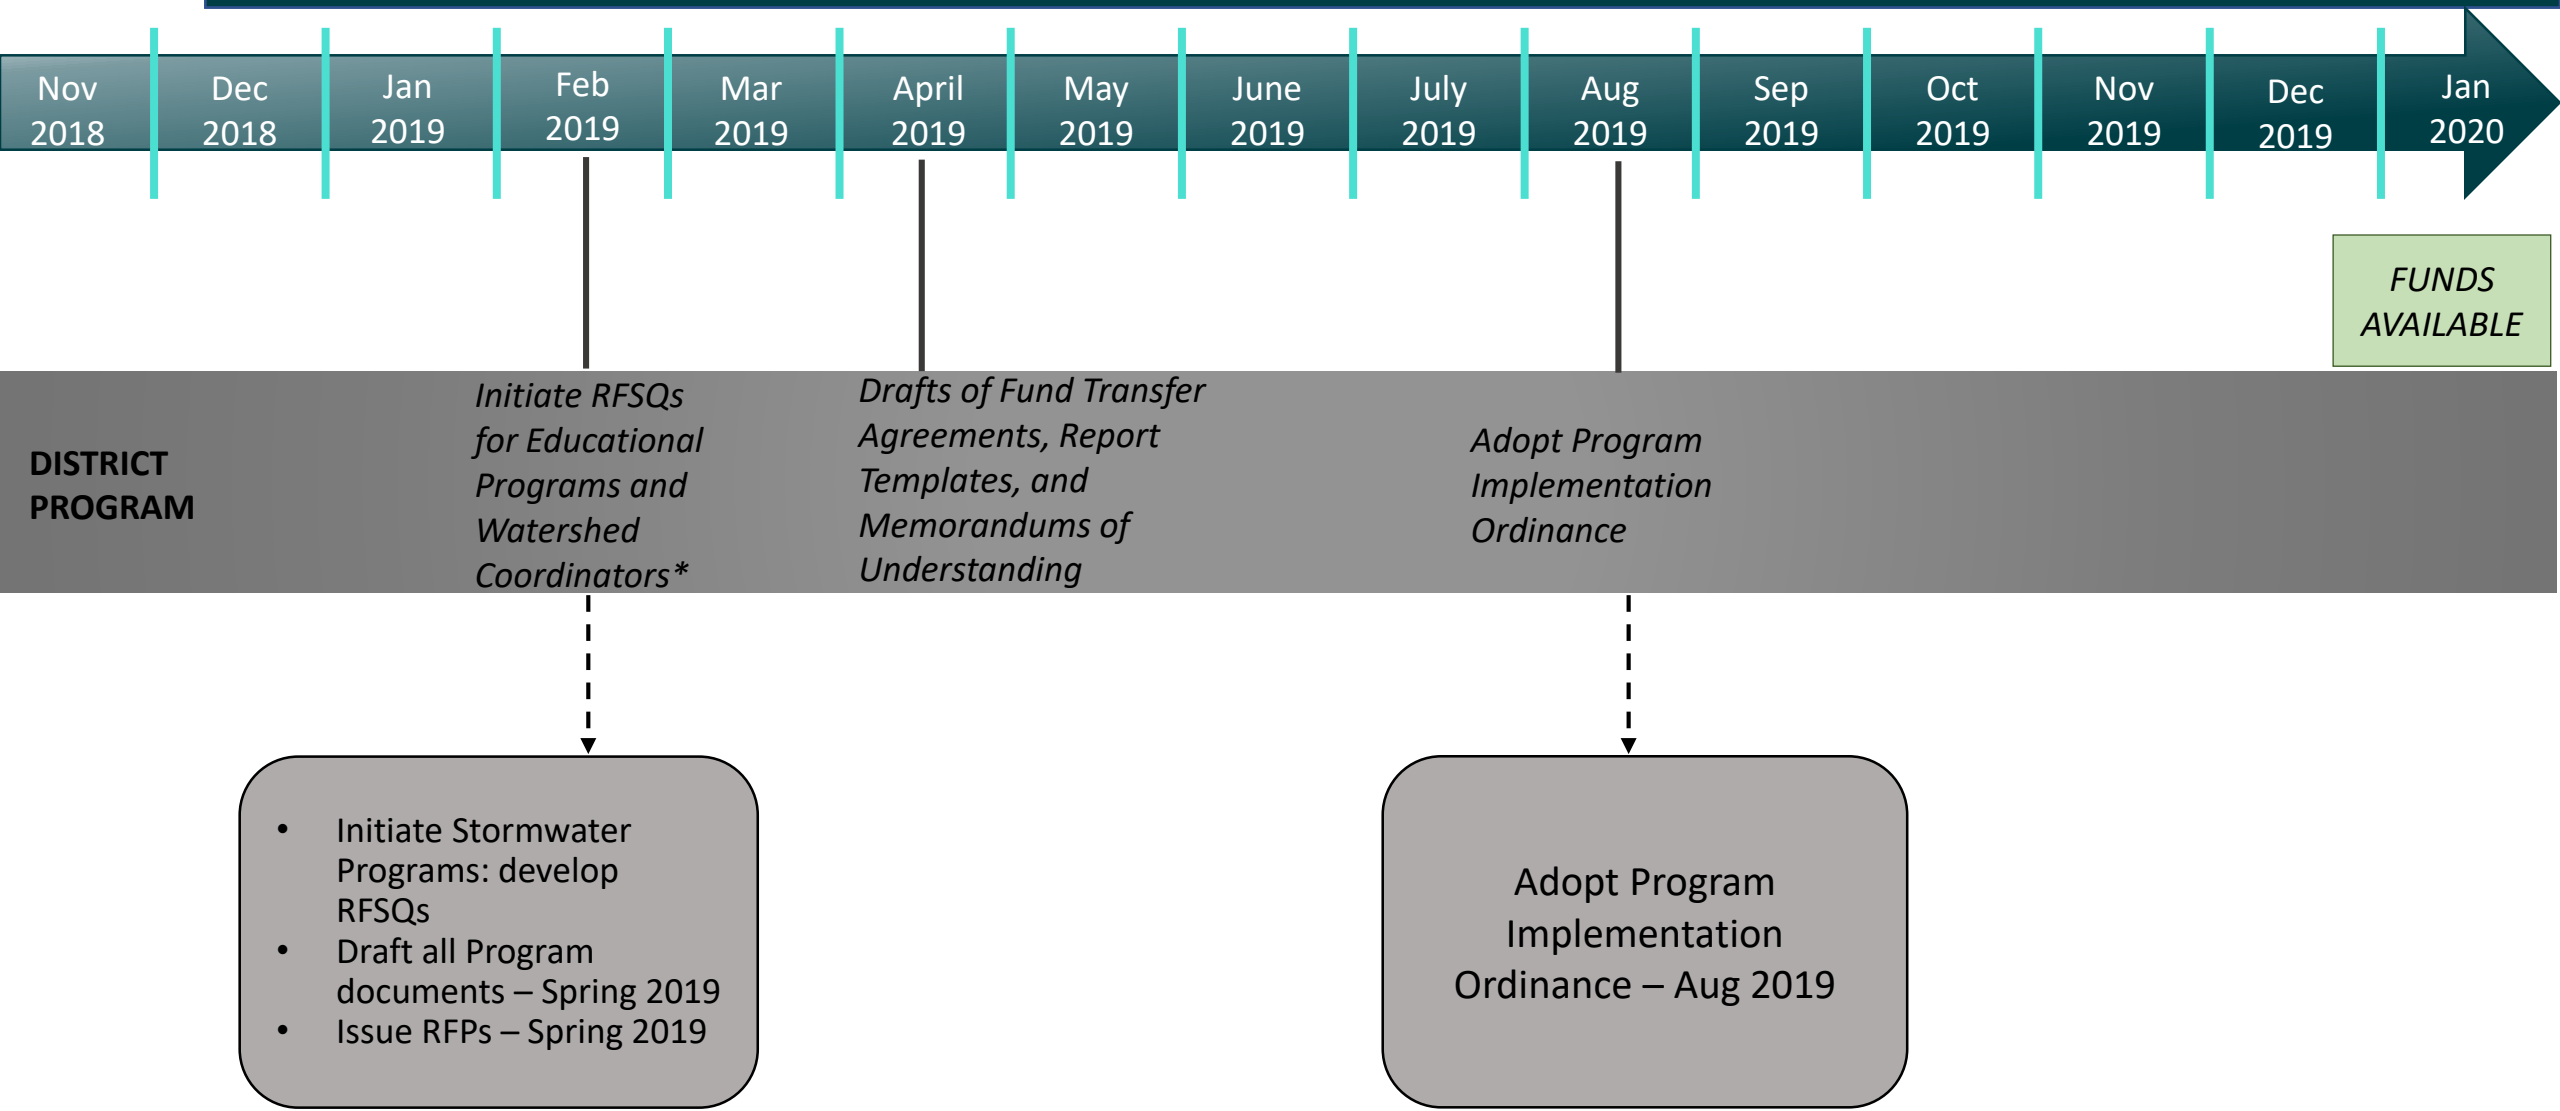 Nov
2018
Dec
2018
Jan
2019
Feb
2019
Mar
2019
April
2019
May
2019
June
2019
July
2019
Aug
2019
Sep
2019
Oct
2019
Nov
2019
Dec
2019
Jan
2020
FUNDS
AVAILABLE
DISTRICT
PROGRAM
Initiate RFSQs
for Educational
Programs and
Watershed
Coordinators*
Drafts of Fund Transfer
Agreements, Report
Templates, and
Memorandums of
Understanding
Adopt Program
Implementation
Ordinance
• Initiate Stormwater
Programs: develop
RFSQs
• Draft all Program
documents – Spring 2019
• Issue RFPs – Spring 2019
Adopt Program
Implementation
Ordinance – Aug 2019